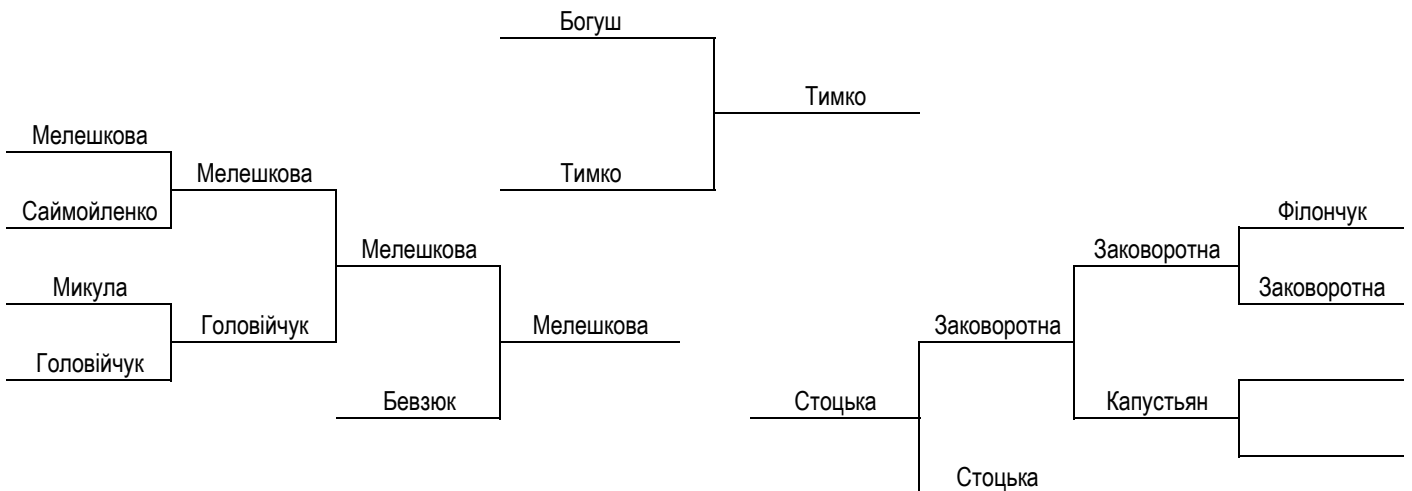 Богуш
Тимко
Мелешкова
Мелешкова
Тимко
Саймойленко
Філончук
Мелешкова
Заковоротна
Микула
Заковоротна
Головійчук
Мелешкова
Заковоротна
Головійчук
Бевзюк
Стоцька
Капустьян
Стоцька